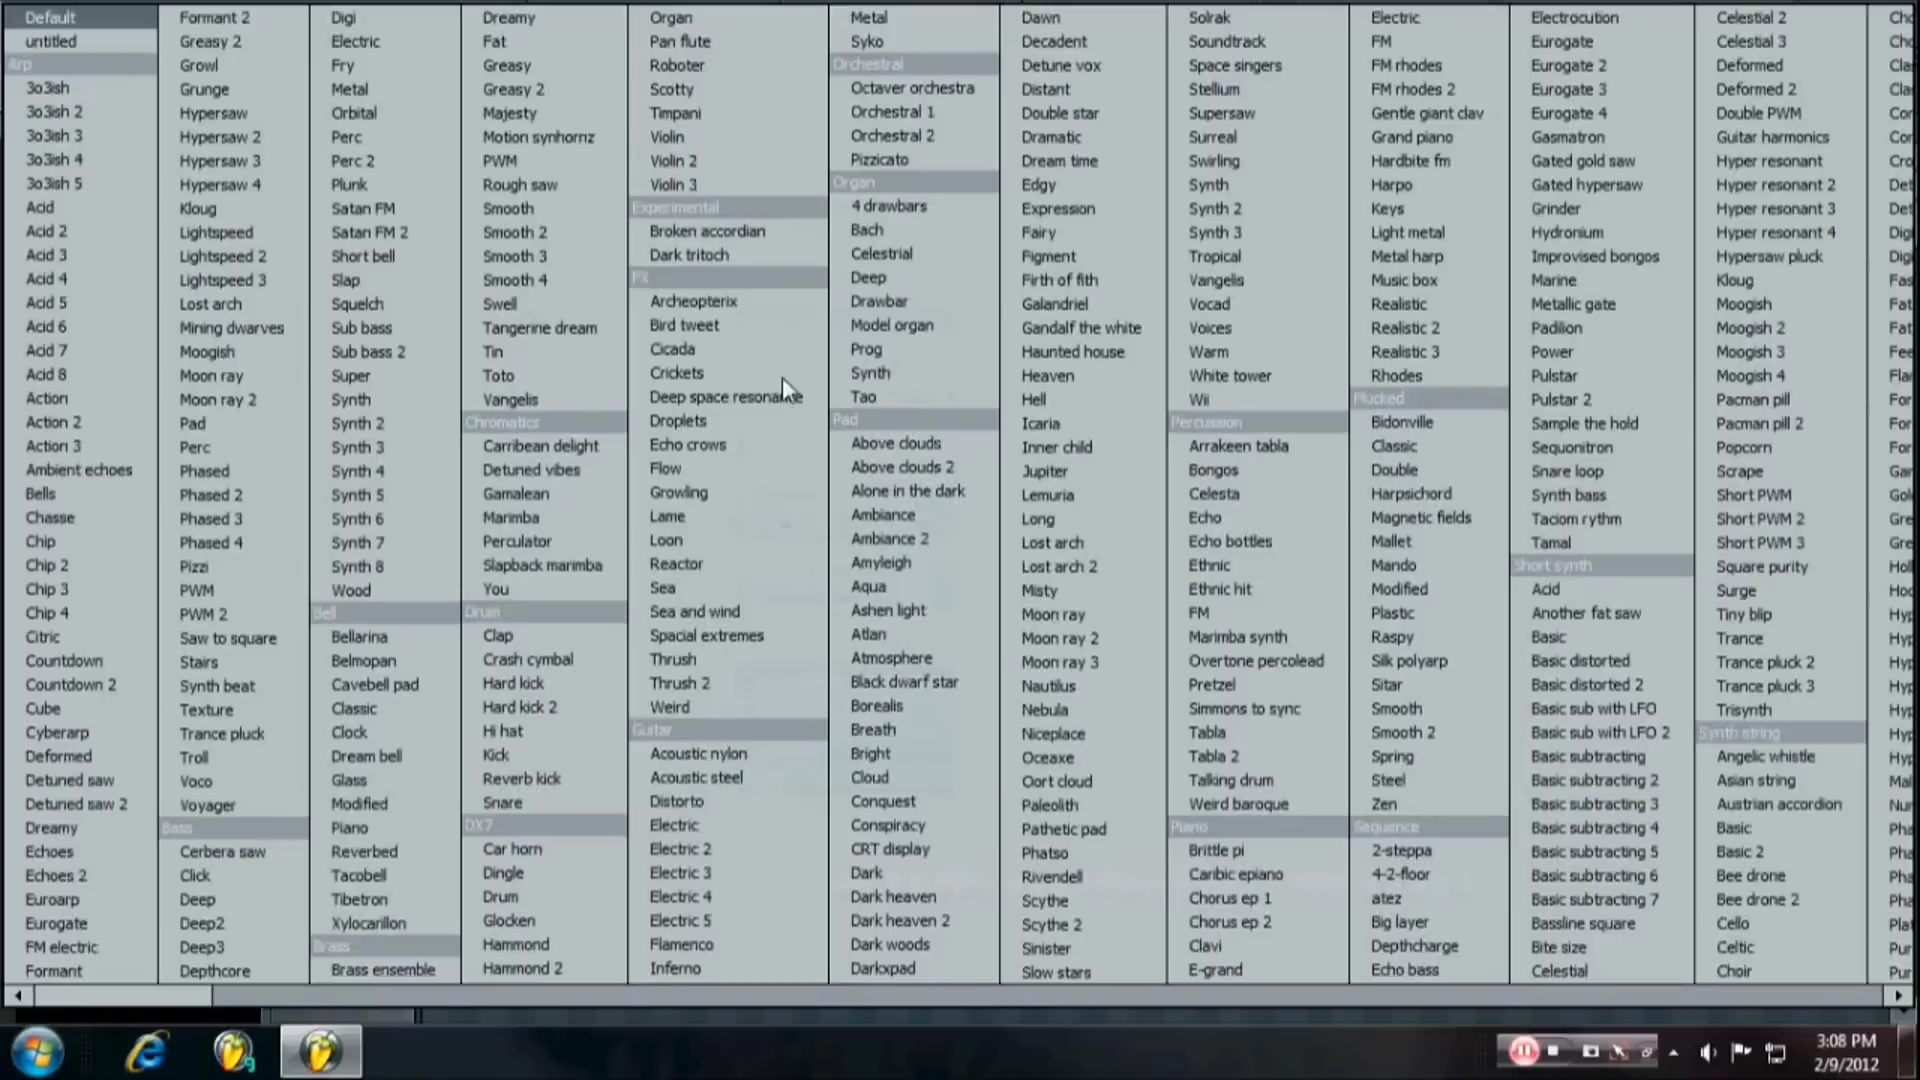 Default
untitled
Arp
3o3ish
3o3ish 2
3o3ish 3
3o3ish 4
3o3ish 5
Acid
Acid 2
Acid 3
Acid 4
Acid 5
Acid 6
Acid 7
Acid 8
Action
Action 2
Action 3
Ambient echoes
Bells
Chasse
Chip
Chip 2
Chip 3
Chip 4
Citric
Countdown
Countdown 2
Cube
Cyberarp
Deformed
Detuned saw
Detuned saw 2
Dreamy
Echoes
Echoes 2
Euroarp
Eurogate
FM electric
Formant
Formant 2
Greasy 2
Growl
Grunge
Hypersaw
Hypersaw 2
Hypersaw 3
Hypersaw 4
Kloug
Lightspeed
Lightspeed 2
Lightspeed 3
Lost arch
Mining dwarves
Moogish
Moon ray
Moon ray 2
Pad
Perc
Phased
Phased 2
Phased 3
Phased 4
Pizzi
PWM
PWM 2
Saw to square
Stairs
Synth beat
Texture
Trance pluck
Troll
Voco
Voyager
Bass
Cerbera saw
Click
Deep
Deep2
Deep3
Depthcore
Digi
Electric
Fry
Metal
Orbital
Perc
Perc 2
Plunk
Satan FM
Satan FM 2
Short bell
Slap
Squelch
Sub bass
Sub bass 2
Super
Synth
Synth 2
Synth 3
Synth 4
Synth 5
Synth 6
Synth 7
Synth 8
Wood
Bell
Bellarina
Belmopan
Cavebell pad
Classic
Clock
Dream bell
Glass
Modified
Piano
Reverbed
Tacobell
Tibetron
Xylocarillon
Brass
Brass ensemble
Dreamy
Fat
Greasy
Greasy 2
Majesty
Motion synhornz
PWM
Rough saw
Smooth
Smooth 2
Smooth 3
Smooth 4
Swell
Tangerine dream
Tin
Toto
Vangelis
Chromatics
Carribean delight
Detuned vibes
Gamalean
Marimba
Perculator
Slapback marimba
You
Drum
Clap
Crash cymbal
Hard kick
Hard kick 2
Hi hat
Kick
Reverb kick
Snare
DX7
Car horn
Dingle
Drum
Glocken
Hammond
Hammond 2
Organ
Pan flute
Roboter
Scotty
Timpani
Violin
Violin 2
Violin 3
Experimental
Broken accordian
Dark tritoch
FX
Archeopterix
Bird tweet
Cicada
Crickets
Deep space resonance
Droplets
Echo crows
Flow
Growling
Lame
Loon
Reactor
Sea
Sea and wind
Spacial extremes
Thrush
Thrush 2
Weird
Guitar
Acoustic nylon
Acoustic steel
Distorto
Electric
Electric 2
Electric 3
Electric 4
Electric 5
Flamenco
Inferno
Metal
Syko
Orchestral
Octaver orchestra
Orchestral 1
Orchestral 2
Pizzicato
Organ
4 drawbars
Bach
Celestrial
Deep
Drawbar
Model organ
Prog
Synth
Tao
Pad
Above clouds
Above clouds 2
Alone in the dark
Ambiance
Ambiance 2
Amyleigh
Aqua
Ashen light
Atlan
Atmosphere
Black dwarf star
Borealis
Breath
Bright
Cloud
Conquest
Conspiracy
CRT display
Dark
Dark heaven
Dark heaven 2
Dark woods
Darkxpad
Dawn
Decadent
Detune vox
Distant
Double star
Dramatic
Dream time
Edgy
Expression
Fairy
Figment
Firth of fifth
Galandriel
Gandalf the white
Haunted house
Heaven
Hell
Icaria
Inner child
Jupiter
Lemuria
Long
Lost arch
Lost arch 2
Misty
Moon ray
Moon ray 2
Moon ray 3
Nautilus
Nebula
Niceplace
Oceaxe
Oort cloud
Paleolith
Pathetic pad
Phatso
Rivendell
Scythe
Scythe 2
Sinister
Slow stars
Solrak
Soundtrack
Space singers
Stellium
Supersaw
Surreal
Swirling
Synth
Synth 2
Synth 3
Tropical
Vangelis
Vocad
Voices
Warm
White tower
Wii
Percussion
Arrakeen tabla
Bongos
Celesta
Echo
Echo bottles
Ethnic
Ethnic hit
FM
Marimba synth
Overtone percolead
Pretzel
Simmons to sync
Tabla
Tabla 2
Talking drum
Weird baroque
Piano
Brittle pi
Caribic epiano
Chorus ep 1
Chorus ep 2
Clavi
E-grand
Electric
FM
FM rhodes
FM rhodes 2
Gentle giant clav
Grand piano
Hardbite fm
Harpo
Keys
Light metal
Metal harp
Music box
Realistic
Realistic 2
Realistic 3
Rhodes
Plucked
Bidonville
Classic
Double
Harpsichord
Magnetic fields
Mallet
Mando
Modified
Plastic
Raspy
Silk polyarp
Sitar
Smooth
Smooth 2
Spring
Steel
Zen
Sequence
2-steppa
4-2-floor
atez
Big layer
Depthcharge
Echo bass
Electrocution
Eurogate
Eurogate 2
Eurogate 3
Eurogate 4
Gasmatron
Gated gold saw
Gated hypersaw
Grinder
Hydronium
Improvised bongos
Marine
Metallic gate
Padilion
Power
Pulstar
Pulstar 2
Sample the hold
Sequonitron
Snare loop
Synth bass
Taciom rythm
Tamal
Short synth
Acid
Another fat saw
Basic
Basic distorted
Basic distorted 2
Basic sub with LFO
Basic sub with LFO 2
Basic subtracting
Basic subtracting 2
Basic subtracting 3
Basic subtracting 4
Basic subtracting 5
Basic subtracting 6
Basic subtracting 7
Bassline square
Bite size
Celestial
Celestial 2
Celestial 3
Deformed
Deformed 2
Double PWM
Guitar harmonics
Hyper resonant
Hyper resonant 2
Hyper resonant 3
Hyper resonant 4
Hypersaw pluck
Kloug
Moogish
Moogish 2
Moogish 3
Moogish 4
Pacman pill
Pacman pill 2
Popcorn
Scrape
Short PWM
Short PWM 2
Short PWM 3
Square purity
Surge
Tiny blip
Trance
Trance pluck 2
Trance pluck 3
Trisynth
Synth string
Angelic whistle
Asian string
Austrian accordion
Basic
Basic 2
Bee drone
Bee drone 2
Cello
Celtic
Choir
3:08 PM
2/9/2012